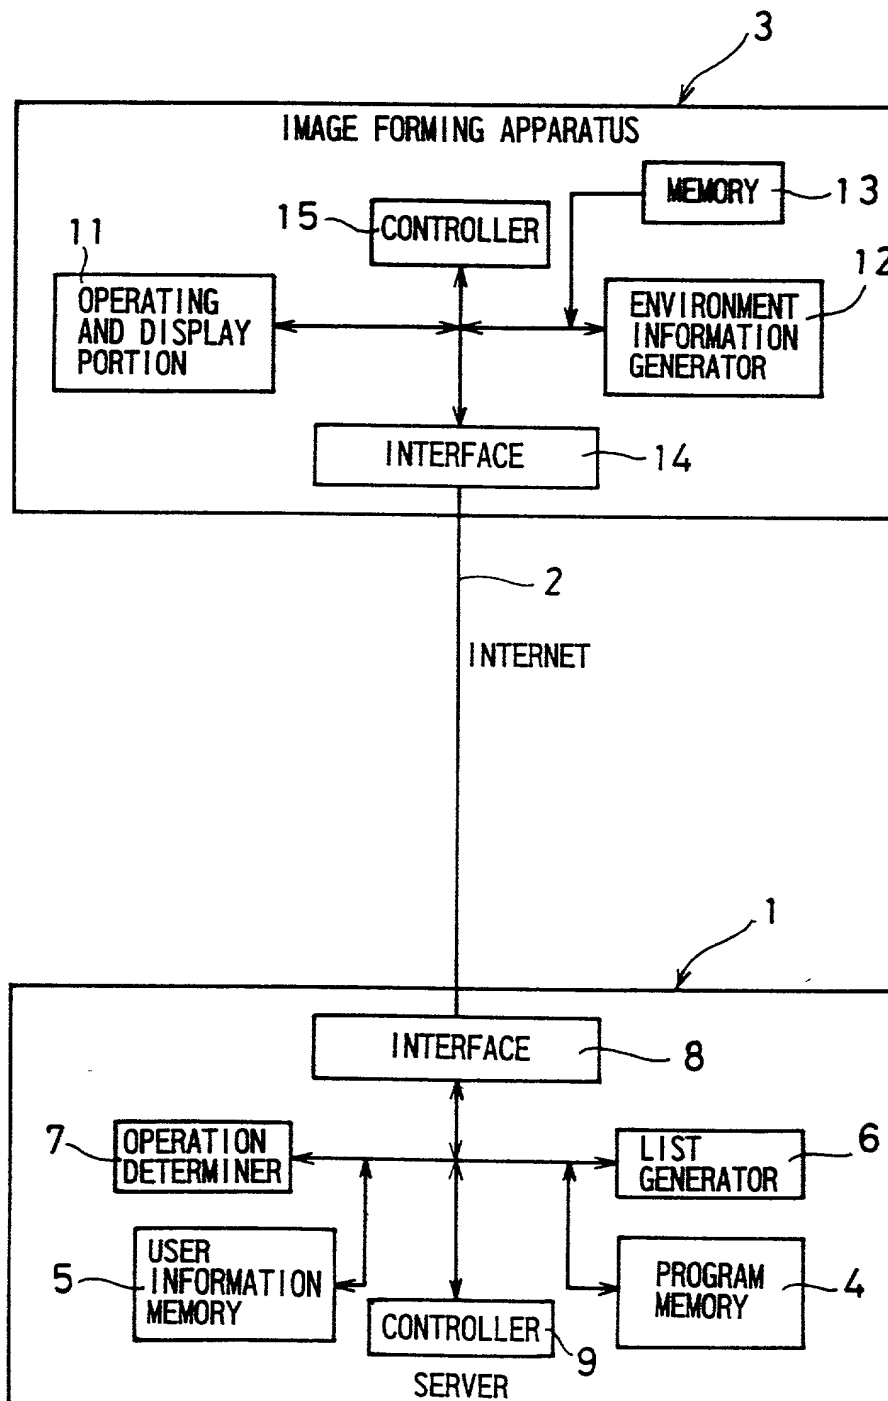 3
IMAGE FORMING APPARATUS
MEMORY
13
15
CONTROLLER
11
OPERATING
AND DISPLAY
PORTION
12
ENVIRONMENT
INFORMATION
GENERATOR
INTERFACE
14
2
INTERNET
1
INTERFACE
8
7
OPERATION
DETERMINER
LIST
GENERATOR
6
5
USER
INFORMATION
MEMORY
PROGRAM
MEMORY
4
CONTROLLER
9
SERVER